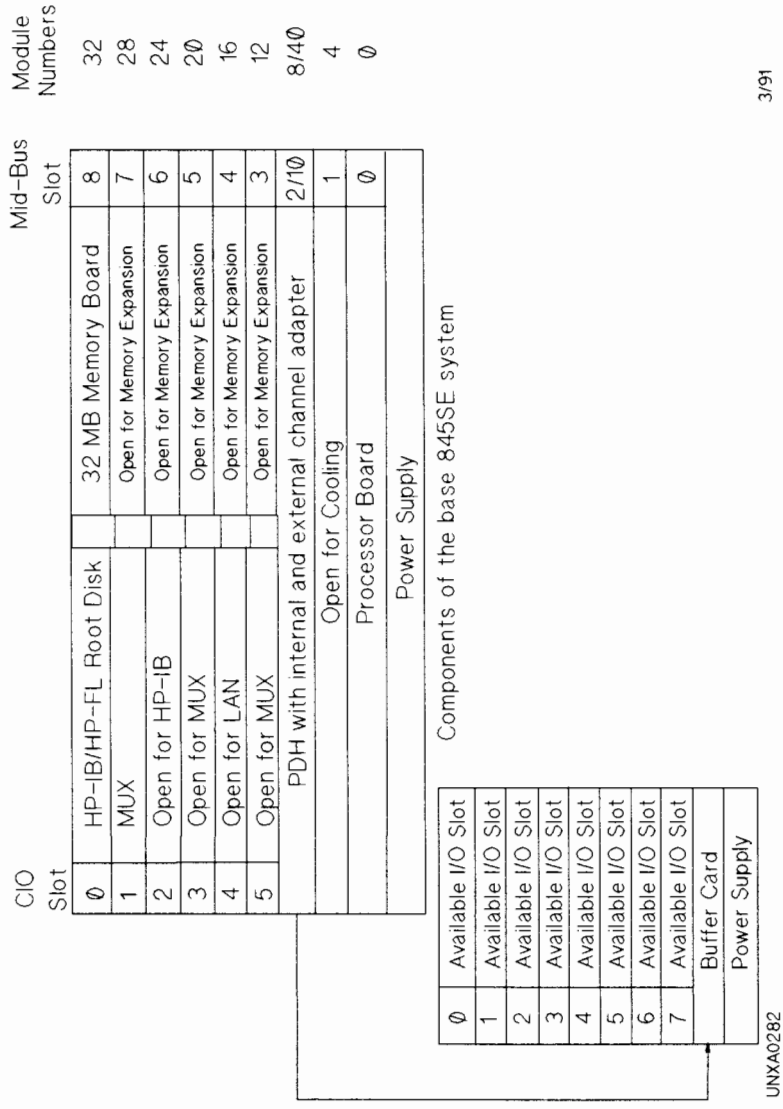 CIO Slot Mid-Bus Slot Module Numbers
0 HP-IB/HP-FL Root Disk 32 MB Memory Board 8 32
1 MUX Open for Memory Expansion 7 28
2 Open for HP-IB Open for Memory Expansion 6 24
3 Open for MUX Open for Memory Expansion 5 20
4 Open for LAN Open for Memory Expansion 4 16
5 Open for MUX Open for Memory Expansion 3 12
PDH with internal and external channel adapter 2/10 8/40
Open for Cooling 1 4
Processor Board 0 0
Power Supply
Components of the base 845SE system
0 Available I/O Slot
1 Available I/O Slot
2 Available I/O Slot
3 Available I/O Slot
4 Available I/O Slot
5 Available I/O Slot
6 Available I/O Slot
7 Available I/O Slot
Buffer Card
Power Supply
UNXA0282 3/91